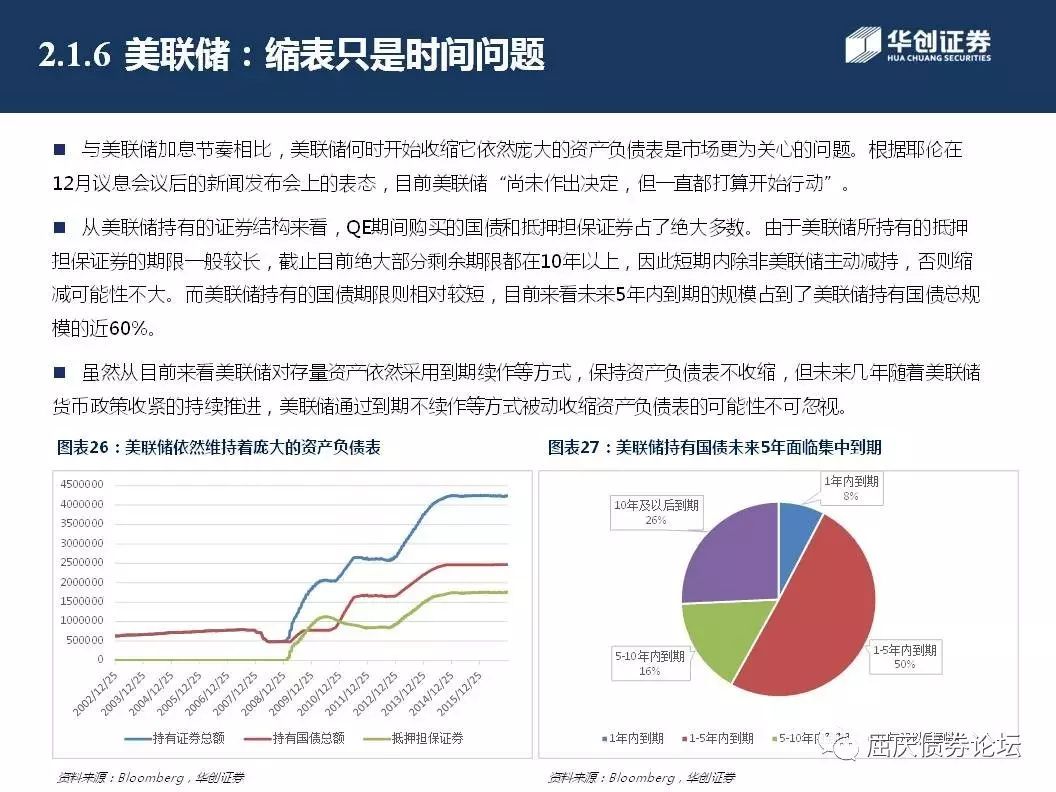 2.1.6 美联储：缩表只是时间问题
华创证券
HUA CHUANG SECURITIES
■ 与美联储加息节奏相比，美联储何时开始收缩它依然庞大的资产负债表是市场更为关心的问题。根据耶伦在
12月议息会议后的新闻发布会上的表态，目前美联储“尚未作出决定，但一直都打算开始行动”。
■ 从美联储持有的证券结构来看，QE期间购买的国债和抵押担保证券占了绝大多数。由于美联储所持有的抵押
担保证券的期限一般较长，截止目前绝大部分剩余期限都在10年以上，因此短期内除非美联储主动减持，否则缩
减可能性不大。而美联储持有的国债期限则相对较短，目前来看未来5年内到期的规模占到了美联储持有国债总规
模的近60%。
■ 虽然从目前来看美联储对存量资产依然采用到期续作等方式，保持资产负债表不收缩，但未来几年随着美联储
货币政策收紧的持续推进，美联储通过到期不续作等方式被动收缩资产负债表的可能性不可忽视。
图表26：美联储依然维持着庞大的资产负债表
4500000
4000000
3500000
3000000
2500000
2000000
1500000
1000000
500000
0
2002/12/25
2003/12/25
2004/12/25
2005/12/25
2006/12/25
2007/12/25
2008/12/25
2009/12/25
2010/12/25
2011/12/25
2012/12/25
2013/12/25
2014/12/25
2015/12/25
持有证券总额 持有国债总额 抵押担保证券
资料来源：Bloomberg，华创证券
图表27：美联储持有国债未来5年面临集中到期
1年内到期
8%
10年及以后到期
26%
5-10年内到期
16%
1-5年内到期
50%
1年内到期 1-5年内到期 5-10年
屈庆债券论坛
资料来源：Bloomberg，华创证券